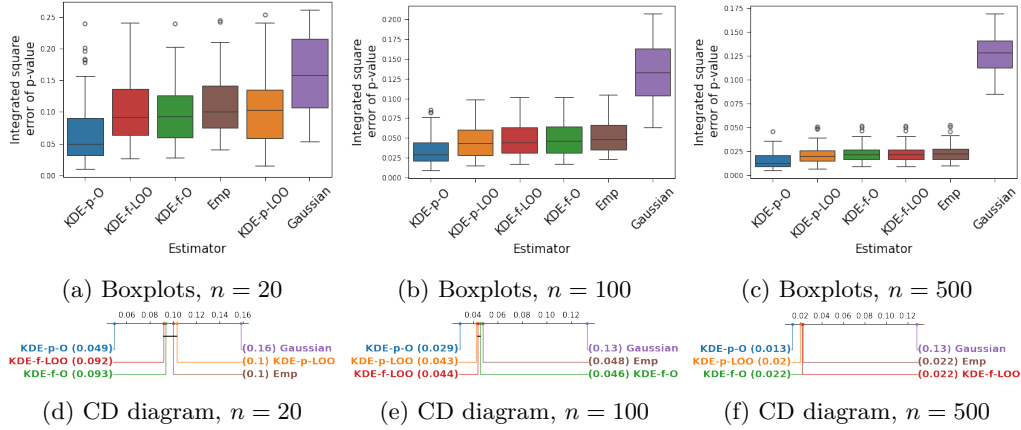 Integrated square
error of p-value
0.25
0.20
0.15
0.10
0.05
0.00
KDE-p-O
KDE-f-LOO
KDE-f-O
Emp
KDE-p-LOO
Gaussian
Estimator
(a) Boxplots, n = 20
Integrated square
error of p-value
0.200
0.175
0.150
0.125
0.100
0.075
0.050
0.025
0.000
KDE-p-O
KDE-p-LOO
KDE-f-LOO
KDE-f-O
Emp
Gaussian
Estimator
(b) Boxplots, n = 100
Integrated square
error of p-value
0.175
0.150
0.125
0.100
0.075
0.050
0.025
0.000
KDE-p-O
KDE-p-LOO
KDE-f-O
KDE-f-LOO
Emp
Gaussian
Estimator
(c) Boxplots, n = 500
0.06 0.08 0.10 0.12 0.14 0.16
KDE-p-O (0.049) (0.16) Gaussian
KDE-f-LOO (0.092) (0.1) KDE-p-LOO
KDE-f-O (0.093) (0.1) Emp
(d) CD diagram, n = 20
0.04 0.06 0.08 0.10 0.12
KDE-p-O (0.029) (0.13) Gaussian
KDE-p-LOO (0.043) (0.048) Emp
KDE-f-LOO (0.044) (0.046) KDE-f-O
(e) CD diagram, n = 100
0.02 0.04 0.06 0.08 0.10 0.12
KDE-p-O (0.013) (0.13) Gaussian
KDE-p-LOO (0.02) (0.022) Emp
KDE-f-O (0.022) (0.022) KDE-f-LOO
(f) CD diagram, n = 500